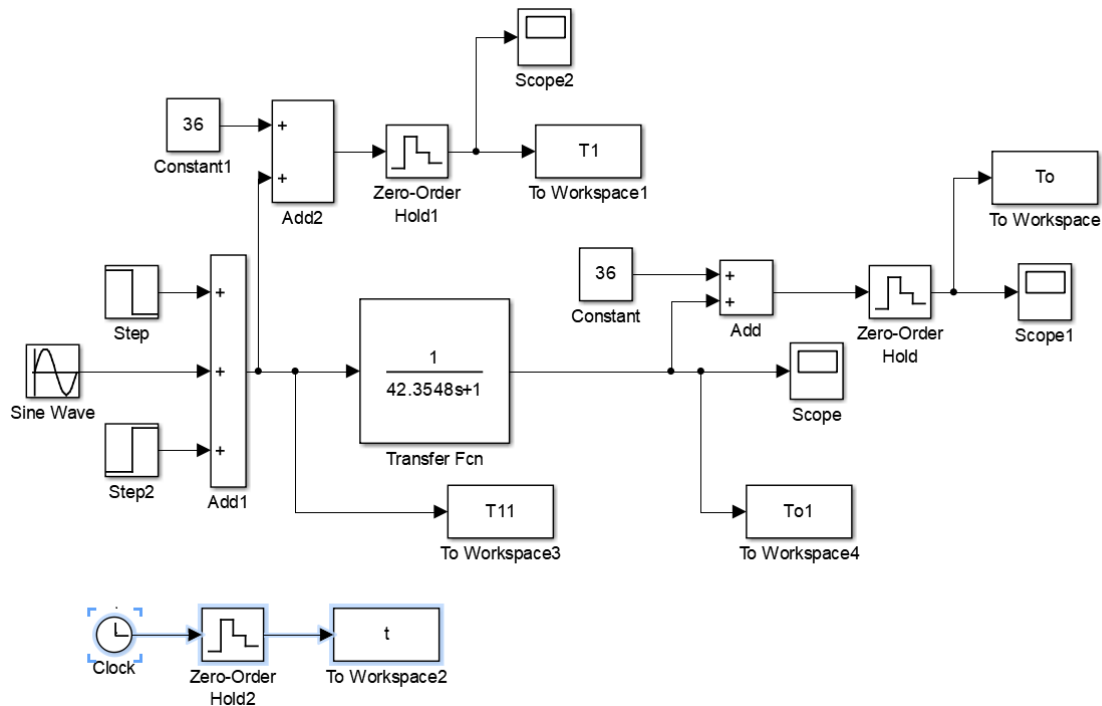 Scope2
36
+
+
Constant1
Add2
Zero-Order
Hold1
T1
To Workspace1
To
To Workspace
36
Constant
+
+
Add
Zero-Order
Hold
Scope1
Step
+
Sine Wave
+
Step2
+
Add1
1
42.3548s+1
Transfer Fcn
Scope
T11
To Workspace3
To1
To Workspace4
Clock
Zero-Order
Hold2
t
To Workspace2